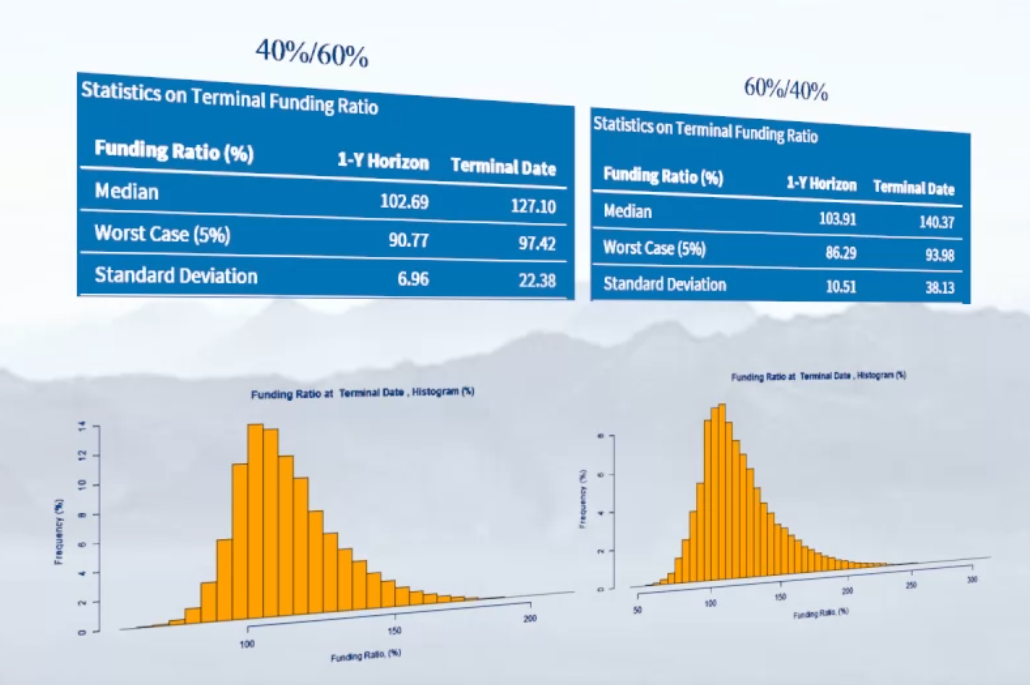 40%/60%
Statistics on Terminal Funding Ratio
Funding Ratio (%) 1-Y Horizon Terminal Date
Median 102.69 127.10
Worst Case (5%) 90.77 97.42
Standard Deviation 6.96 22.38
60%/40%
Statistics on Terminal Funding Ratio
Funding Ratio (%) 1-Y Horizon Terminal Date
Median 103.91 140.37
Worst Case (5%) 86.29 93.98
Standard Deviation 10.51 38.13
Funding Ratio at Terminal Date , Histogram (%)
Frequency (%)
14
12
10
8
6
4
2
0
100 150 200
Funding Ratio, (%)
Funding Ratio at Terminal Date , Histogram (%)
Frequency (%)
8
6
4
2
0
50 100 150 200 250 300
Funding Ratio, (%)